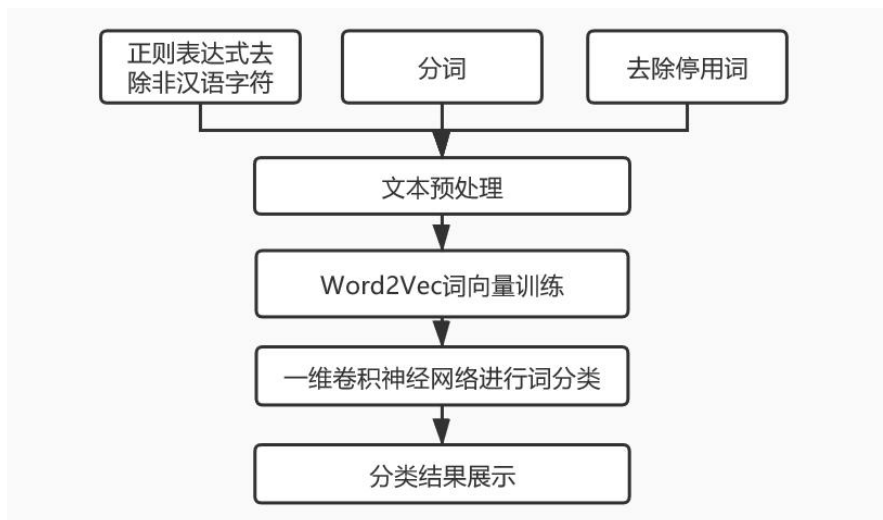 正则表达式去
除非汉语字符
分词
去除停用词
文本预处理
Word2Vec词向量训练
一维卷积神经网络进行词分类
分类结果展示